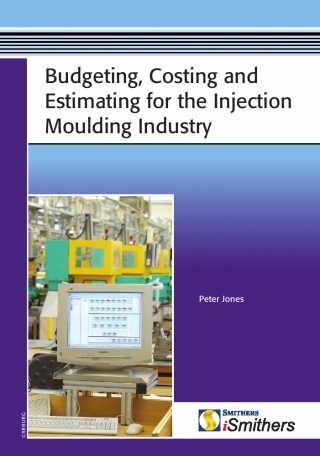 Budgeting, Costing and
Estimating for the Injection
Moulding Industry
Peter Jones
SMITHERS
iSmithers